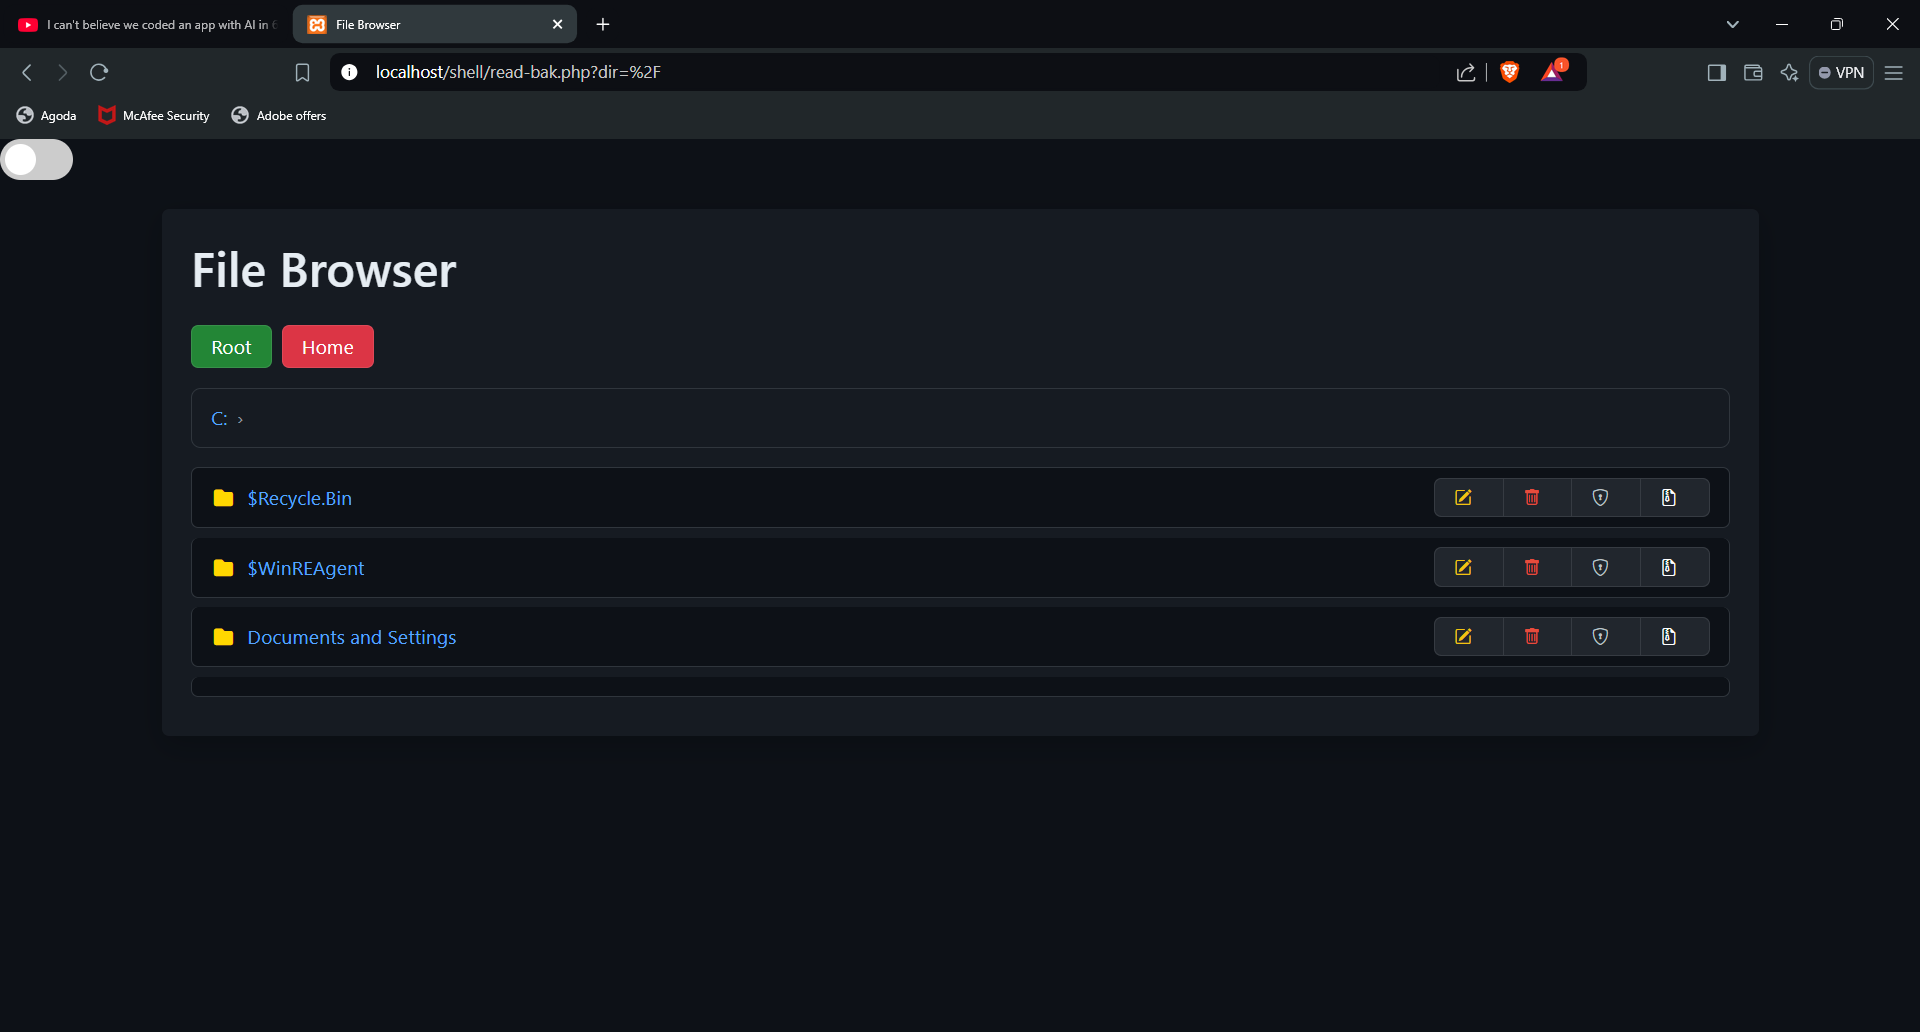 I can't believe we coded an app with AI in 6
File Browser
localhost/shell/read-bak.php?dir=%2F
1
VPN
Agoda
McAfee Security
Adobe offers
File Browser
Root
Home
C: ›
$Recycle.Bin
$WinREAgent
Documents and Settings